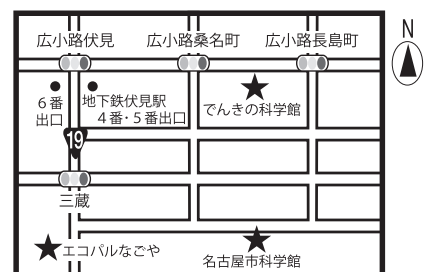 広小路伏見
広小路桑名町
広小路長島町
N
6番
出口
地下鉄伏見駅
4番・5番出口
でんきの科学館
19
三蔵
エコパルなごや
名古屋市科学館